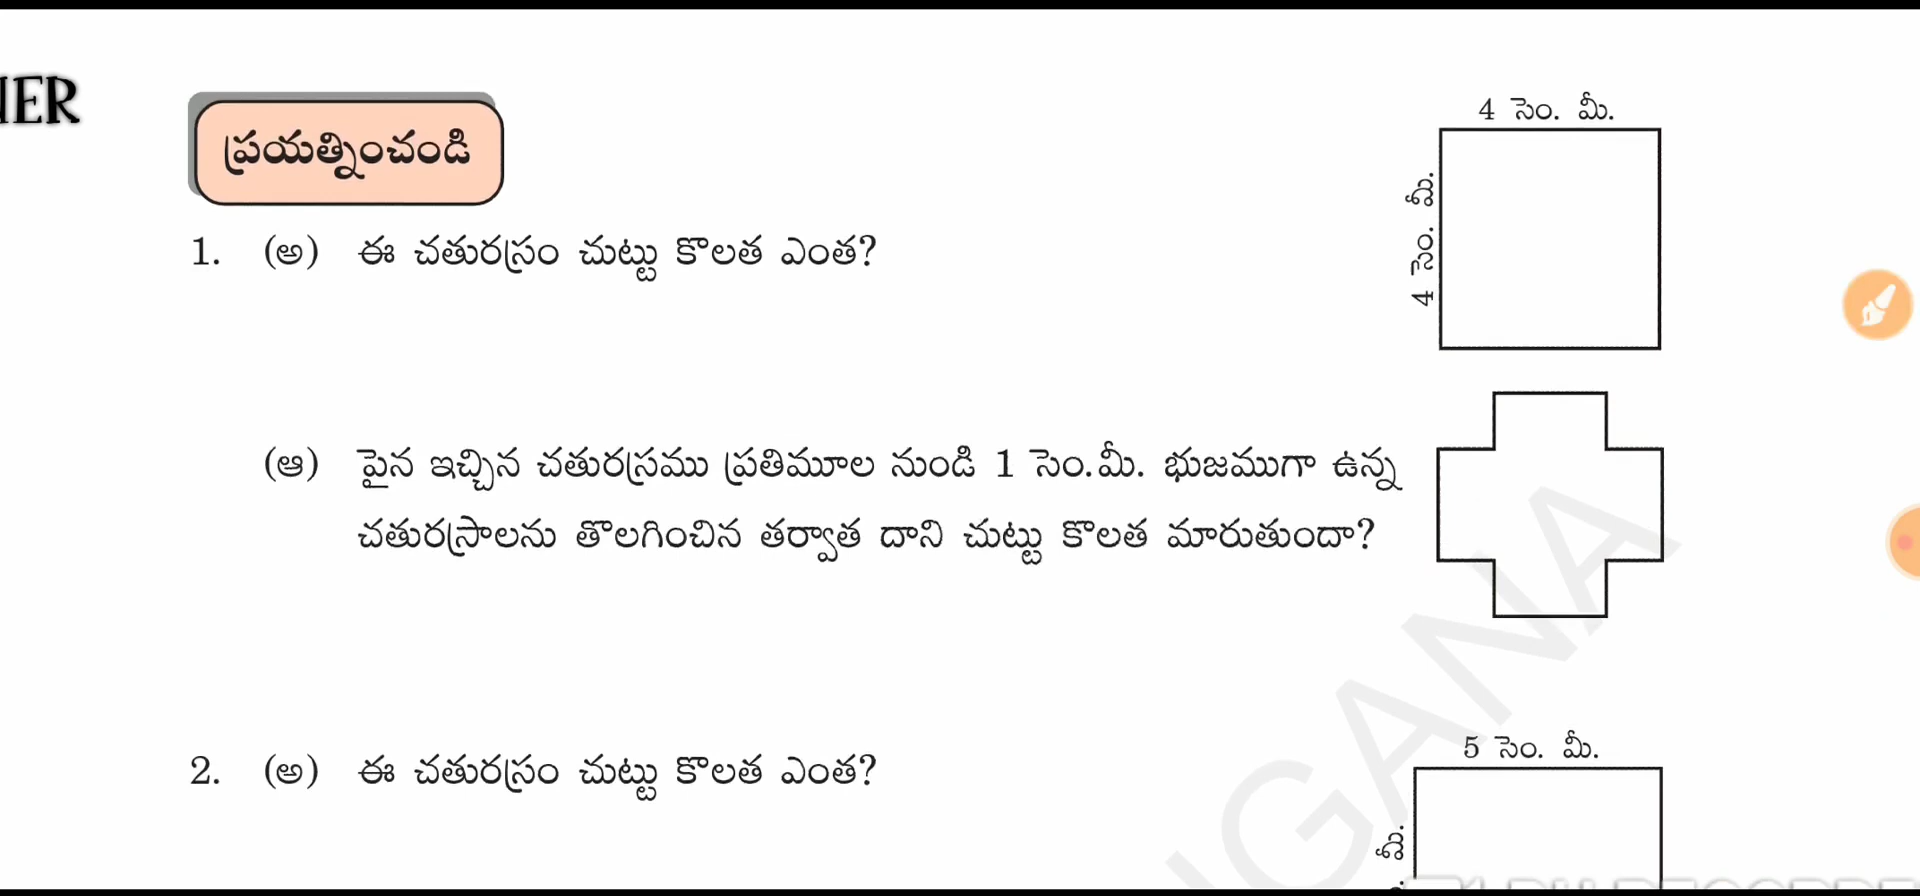 ప్రయత్నించండి
4 సెం. మీ.
4 సెం. మీ.
1. (అ) ఈ చతురస్రం చుట్టు కొలత ఎంత?
(ఆ) పైన ఇచ్చిన చతురస్రము ప్రతిమూల నుండి 1 సెం.మీ. భుజముగా ఉన్న
చతురస్రాలను తొలగించిన తర్వాత దాని చుట్టు కొలత మారుతుందా?
2. (అ) ఈ చతురస్రం చుట్టు కొలత ఎంత?
5 సెం. మీ.
మీ.